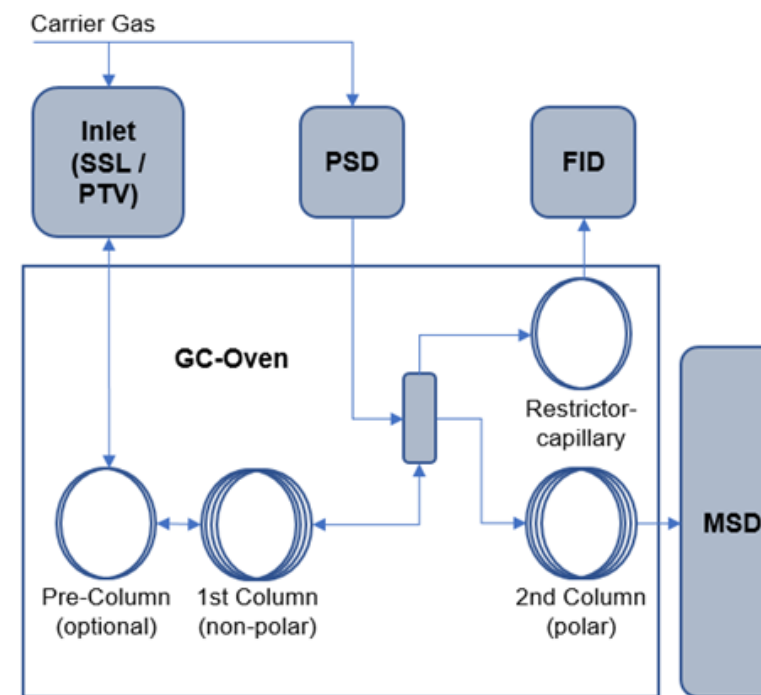 Carrier Gas
Inlet
(SSL /
PTV)
PSD
FID
GC-Oven
Restrictor-
capillary
MSD
Pre-Column
(optional)
1st Column
(non-polar)
2nd Column
(polar)